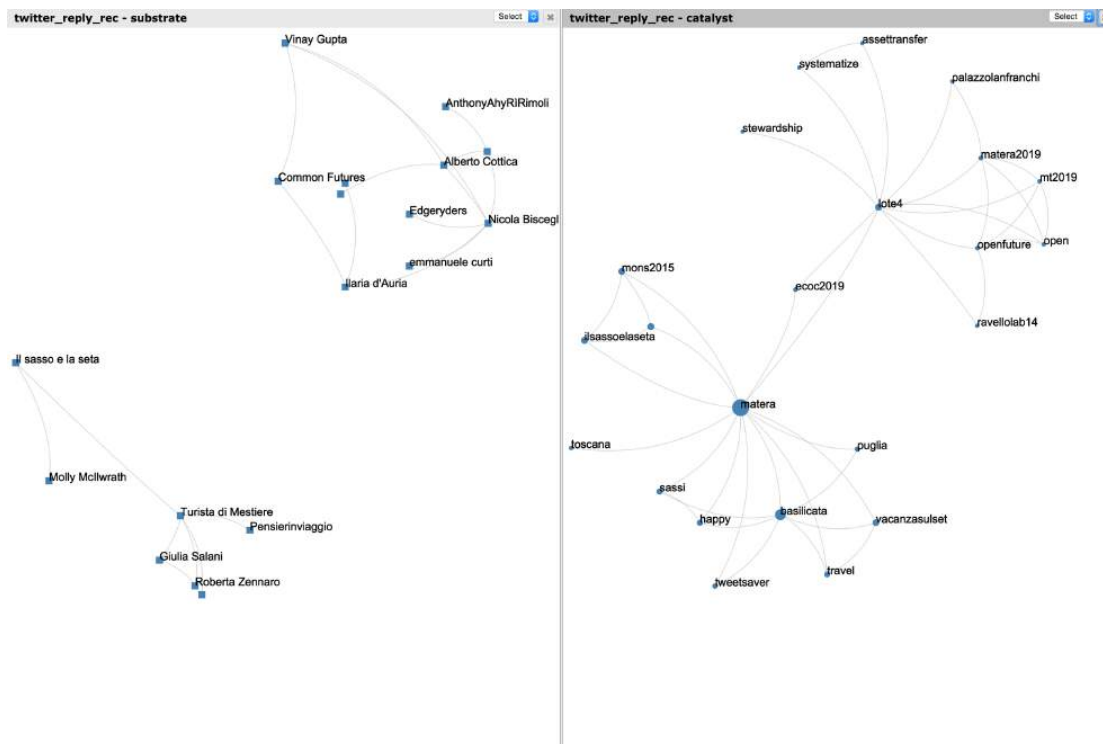 twitter_reply_rec - substrate
Select
Vinay Gupta
AnthonyAhyRìRimoli
Alberto Cottica
Common Futures
Edgeryders
Nicola Biscegl
emmanuele curti
Ilaria d'Auria
Il sasso e la seta
Molly McIlwrath
Turista di Mestiere
Pensierinviaggio
Giulia Salani
Roberta Zennaro
twitter_reply_rec - catalyst
Select
assettransfer
systematize
palazzolanfranchi
stewardship
matera2019
mt2019
lote4
openfuture
open
mons2015
ecoc2019
ravellolab14
ilsassoelaseta
matera
toscana
puglia
sassi
basilicata
happy
vacanzasulset
travel
tweetsaver